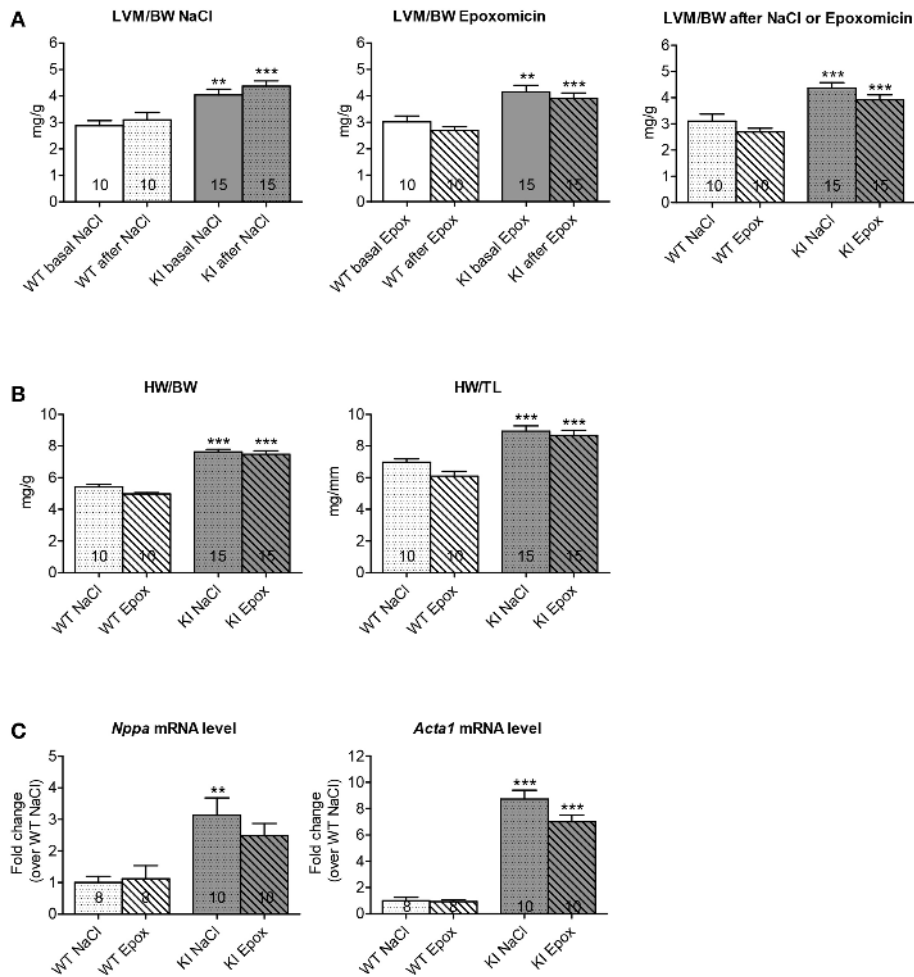 A
LVM/BW NaCl
mg/g
6
5
4
3
2
1
0
** ***
10 10 15 15
WT basal NaCl
WT after NaCl
KI basal NaCl
KI after NaCl
LVM/BW Epoxomicin
mg/g
6
5
4
3
2
1
0
** ***
10 10 15 15
WT basal Epox
WT after Epox
KI basal Epox
KI after Epox
LVM/BW after NaCl or Epoxomicin
mg/g
6
5
4
3
2
1
0
*** ***
10 10 15 15
WT NaCl
WT Epox
KI NaCl
KI Epox
B
HW/BW
mg/g
10
8
6
4
2
0
*** ***
10 10 15 15
WT NaCl
WT Epox
KI NaCl
KI Epox
HW/TL
mg/mm
10
8
6
4
2
0
*** ***
10 10 15 15
WT NaCl
WT Epox
KI NaCl
KI Epox
C
Nppa mRNA level
Fold change
(over WT NaCl)
5
4
3
2
1
0
**
8 8 10 10
WT NaCl
WT Epox
KI NaCl
KI Epox
Acta1 mRNA level
Fold change
(over WT NaCl)
12
10
8
6
4
2
0
*** ***
8 8 10 10
WT NaCl
WT Epox
KI NaCl
KI Epox